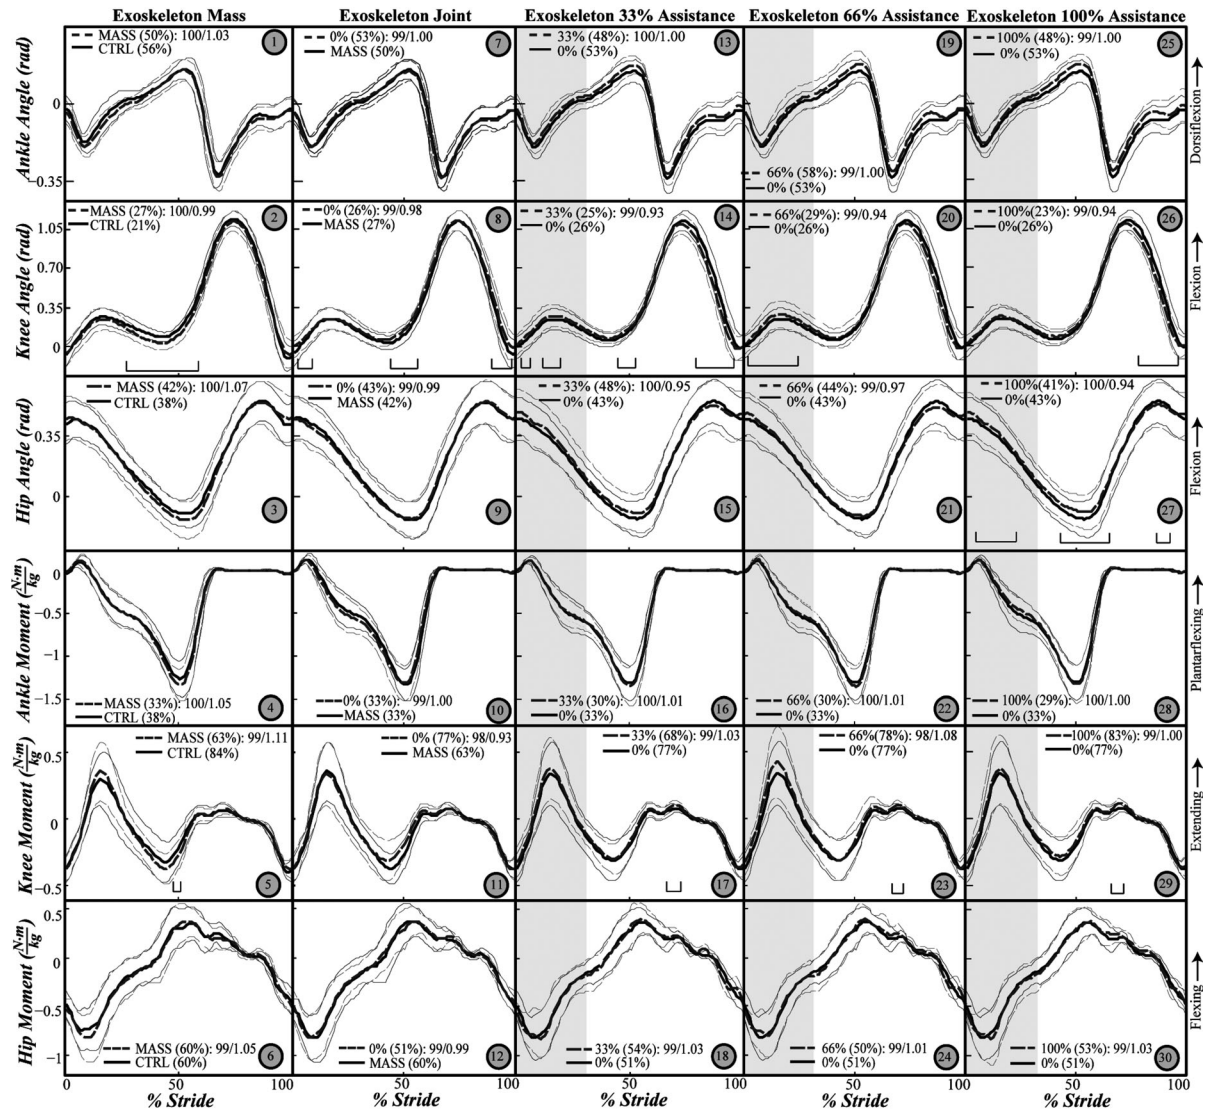 Exoskeleton Mass
Exoskeleton Joint
Exoskeleton 33% Assistance
Exoskeleton 66% Assistance
Exoskeleton 100% Assistance
Ankle Angle (rad)
0
−0.35
MASS (50%): 100/1.03
CTRL (56%)
1
0% (53%): 99/1.00
MASS (50%)
7
33% (48%): 100/1.00
0% (53%)
13
66% (58%): 99/1.00
0% (53%)
19
100% (48%): 99/1.00
0% (53%)
25
Dorsiflexion
Knee Angle (rad)
1.05
0.70
0.35
0
MASS (27%): 100/0.99
CTRL (21%)
2
0% (26%): 99/0.98
MASS (27%)
8
33% (25%): 99/0.93
0% (26%)
14
66%(29%): 99/0.94
0%(26%)
20
100%(23%): 99/0.94
0%(26%)
26
Flexion
Hip Angle (rad)
0.35
0
MASS (42%): 100/1.07
CTRL (38%)
3
0% (43%): 99/0.99
MASS (42%)
9
33% (48%): 100/0.95
0% (43%)
15
66% (44%): 99/0.97
0% (43%)
21
100%(41%): 100/0.94
0%(43%)
27
Flexion
Ankle Moment (N·m/kg)
0
−0.5
−1
−1.5
MASS (33%): 100/1.05
CTRL (38%)
4
0% (33%): 99/1.00
MASS (33%)
10
33% (30%): 100/1.01
0% (33%)
16
66% (30%): 100/1.01
0% (33%)
22
100% (29%): 100/1.00
0% (33%)
28
Plantarflexing
Knee Moment (N·m/kg)
0.5
0
−0.5
MASS (63%): 99/1.11
CTRL (84%)
5
0% (77%): 98/0.93
MASS (63%)
11
33% (68%): 99/1.03
0% (77%)
17
66%(78%): 98/1.08
0% (77%)
23
100% (83%): 99/1.00
0%(77%)
29
Extending
Hip Moment (N·m/kg)
0.5
0
−0.5
−1
MASS (60%): 99/1.05
CTRL (60%)
6
0% (51%): 99/0.99
MASS (60%)
12
33% (54%): 99/1.03
0% (51%)
18
66% (50%): 99/1.01
0% (51%)
24
100% (53%): 99/1.03
0% (51%)
30
Flexing
0 50 100
50 100
50 100
50 100
50 100
% Stride
% Stride
% Stride
% Stride
% Stride